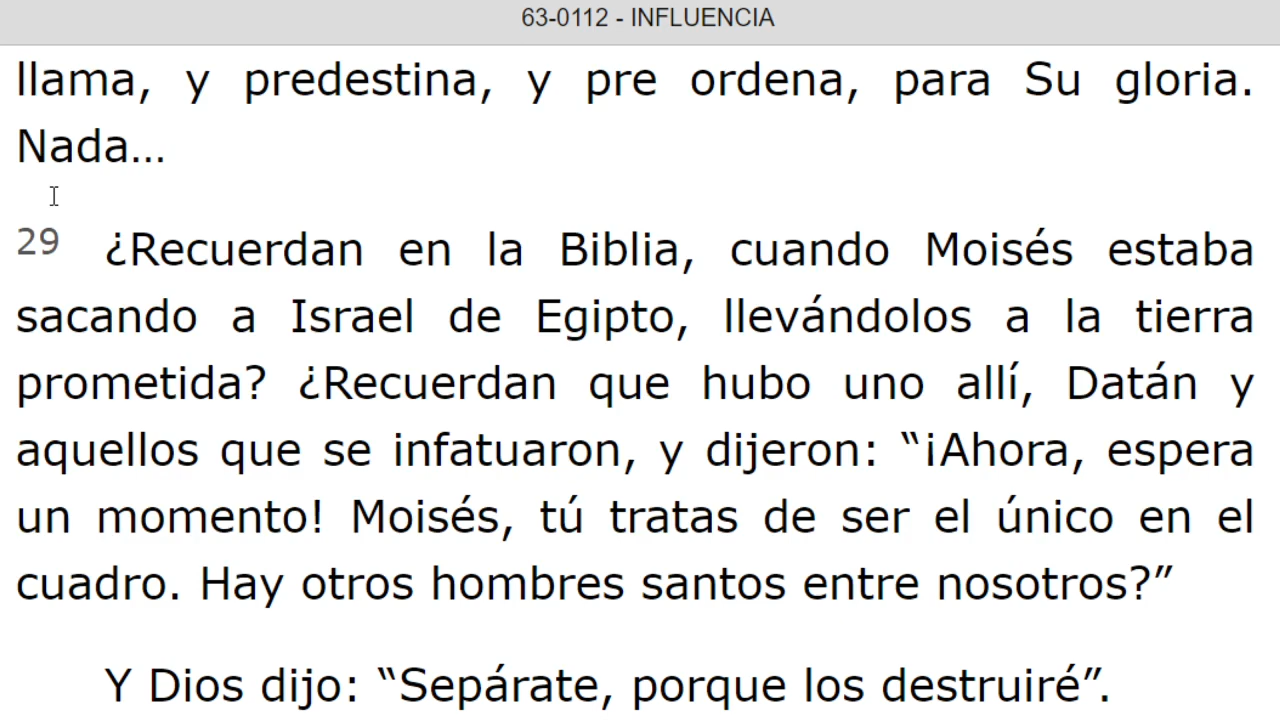 63-0112 - INFLUENCIA
llama, y predestina, y pre ordena, para Su gloria.
Nada...
29 ¿Recuerdan en la Biblia, cuando Moisés estaba
sacando a Israel de Egipto, llevándolos a la tierra
prometida? ¿Recuerdan que hubo uno allí, Datán y
aquellos que se infatuaron, y dijeron: “¡Ahora, espera
un momento! Moisés, tú tratas de ser el único en el
cuadro. Hay otros hombres santos entre nosotros?”
Y Dios dijo: “Sepárate, porque los destruiré”.